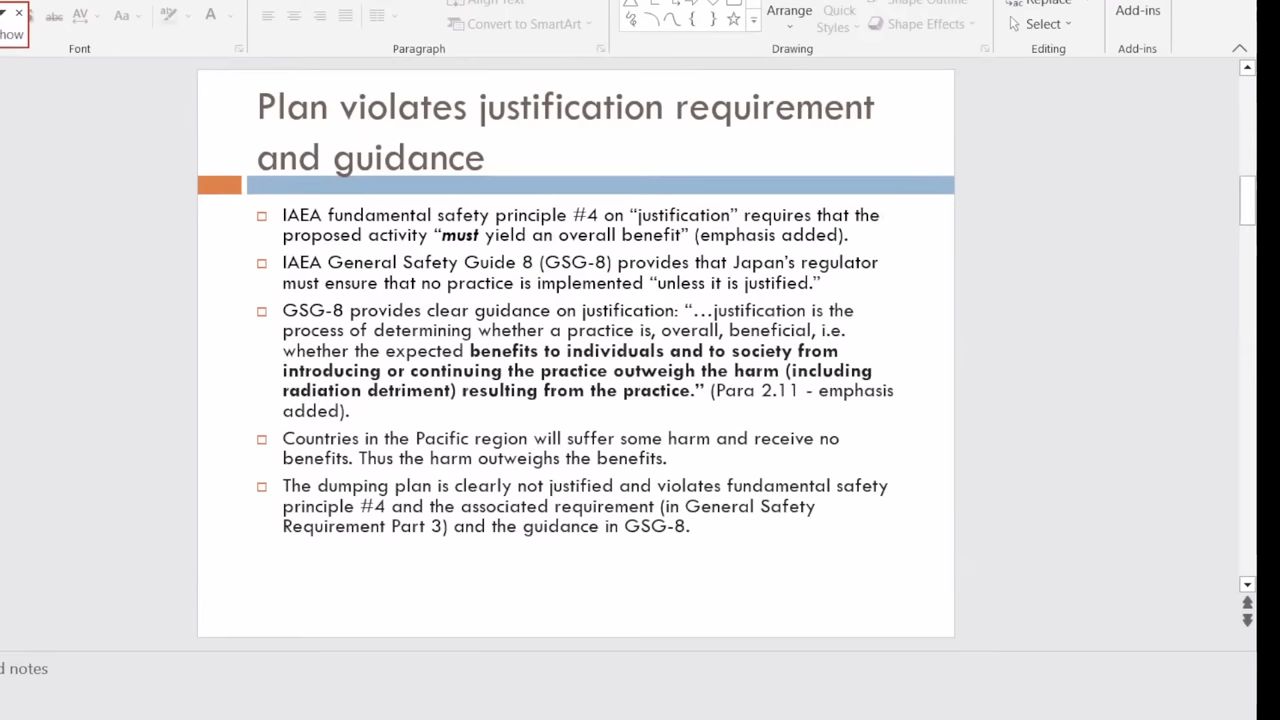 how
abc
AV
Aa
A
Font
Align Text
Convert to SmartArt
Paragraph
Arrange
Quick
Styles
Shape Outline
Shape Effects
Drawing
Replace
Select
Editing
Add-ins
Add-ins
Plan violates justification requirement
and guidance
IAEA fundamental safety principle #4 on “justification” requires that the
proposed activity “must yield an overall benefit” (emphasis added).
IAEA General Safety Guide 8 (GSG-8) provides that Japan’s regulator
must ensure that no practice is implemented “unless it is justified.”
GSG-8 provides clear guidance on justification: “...justification is the
process of determining whether a practice is, overall, beneficial, i.e.
whether the expected benefits to individuals and to society from
introducing or continuing the practice outweigh the harm (including
radiation detriment) resulting from the practice.” (Para 2.11 - emphasis
added).
Countries in the Pacific region will suffer some harm and receive no
benefits. Thus the harm outweighs the benefits.
The dumping plan is clearly not justified and violates fundamental safety
principle #4 and the associated requirement (in General Safety
Requirement Part 3) and the guidance in GSG-8.
d notes